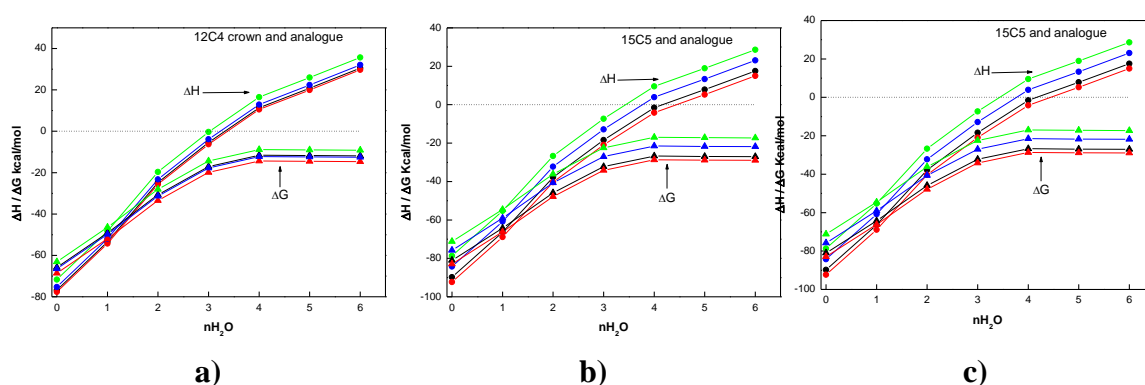 12C4 crown and analogue
ΔH
ΔG
ΔH / ΔG kcal/mol
40
20
0
-20
-40
-60
-80
0 1 2 3 4 5 6
nH₂O
a)
15C5 and analogue
ΔH
ΔG
ΔH / ΔG Kcal/mol
40
20
0
-20
-40
-60
-80
-100
0 1 2 3 4 5 6
nH₂O
b)
15C5 and analogue
ΔH
ΔG
ΔH / ΔG Kcal/mol
40
20
0
-20
-40
-60
-80
-100
0 1 2 3 4 5 6
nH₂O
c)